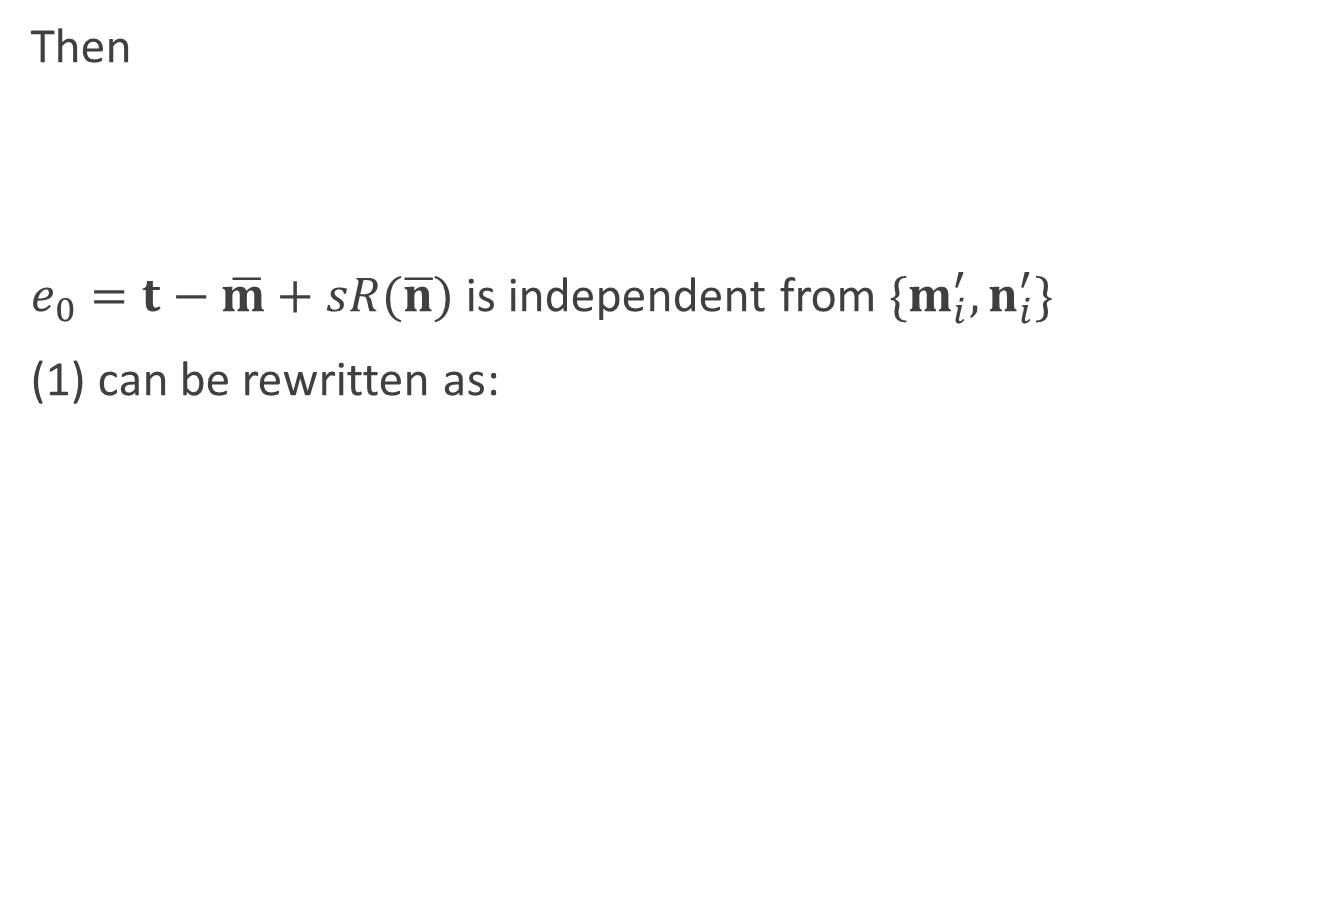 Then
𝑒₀ = 𝐭 − 𝐦̅ + 𝑠𝑅(𝐧̅) is independent from {𝐦′ᵢ, 𝐧′ᵢ}
(1) can be rewritten as: